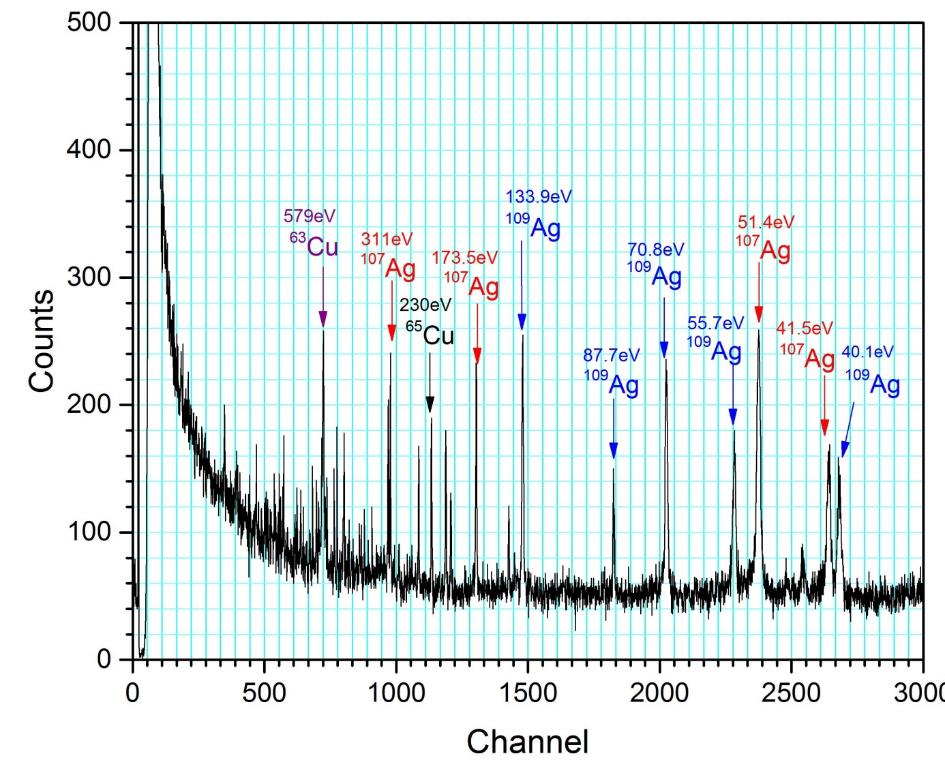 500
400
300
200
100
0
Counts
579eV
⁶³Cu
311eV
¹⁰⁷Ag
230eV
⁶⁵Cu
173.5eV
¹⁰⁷Ag
133.9eV
¹⁰⁹Ag
87.7eV
¹⁰⁹Ag
70.8eV
¹⁰⁹Ag
55.7eV
¹⁰⁹Ag
51.4eV
¹⁰⁷Ag
41.5eV
¹⁰⁷Ag
40.1eV
¹⁰⁹Ag
0 500 1000 1500 2000 2500 3000
Channel